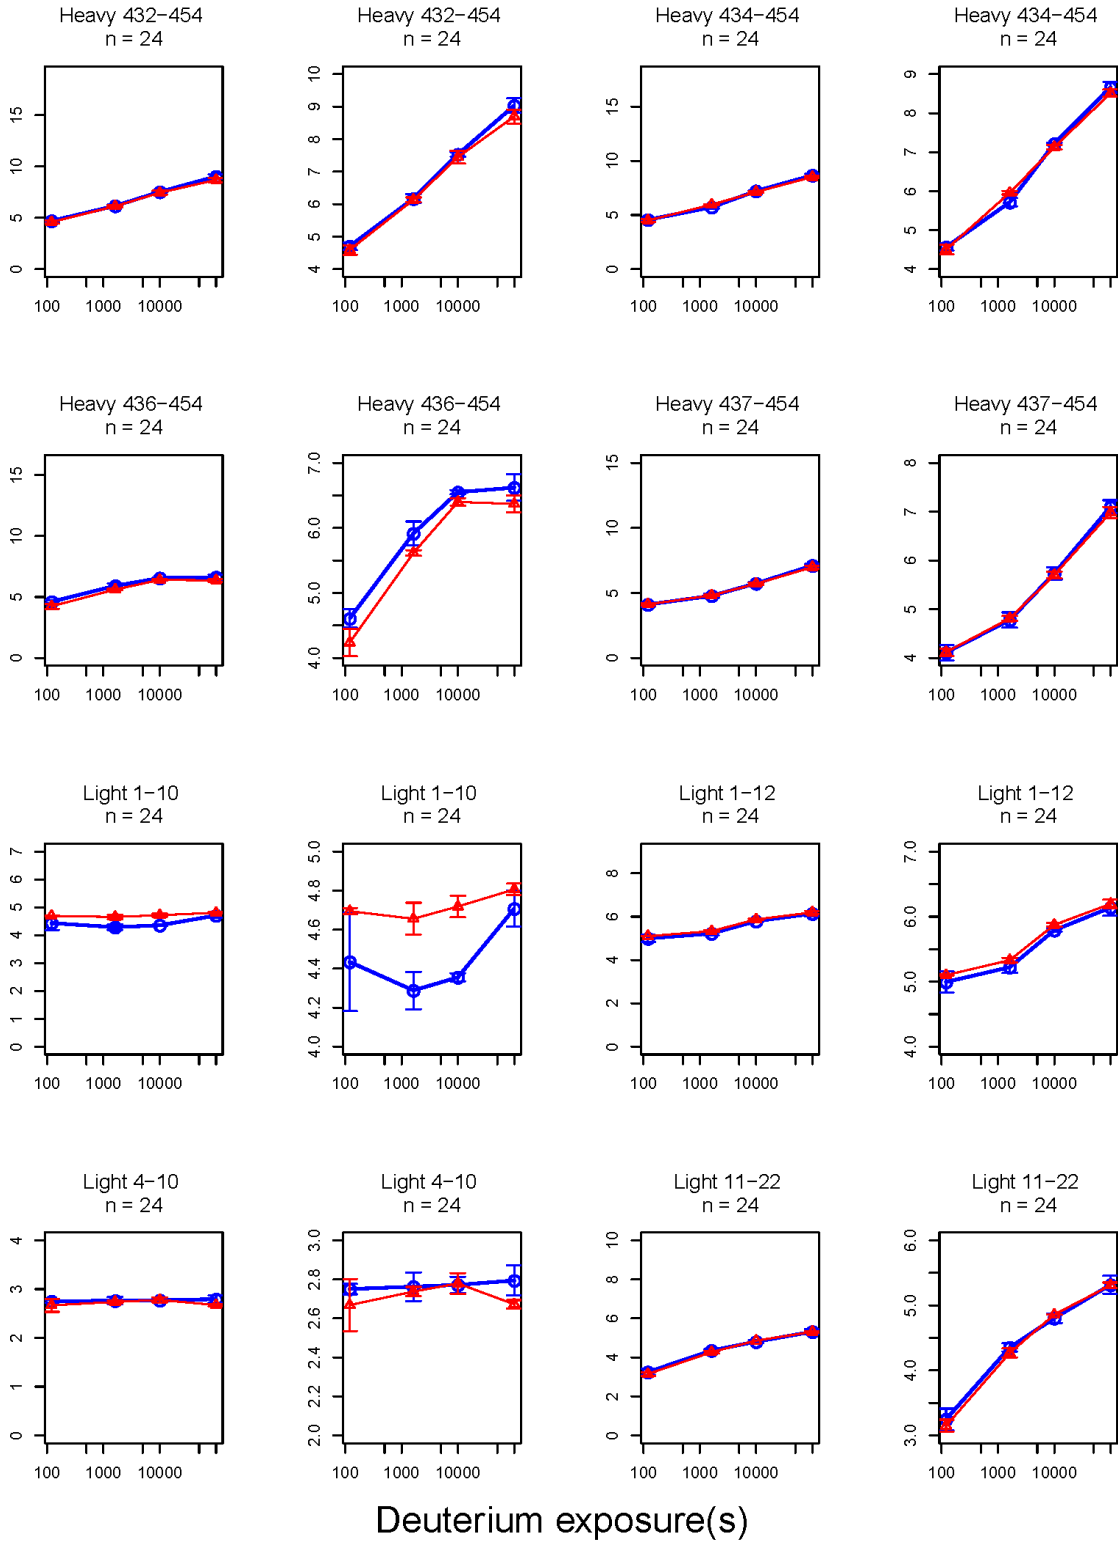 Heavy 432−454
n = 24
Heavy 432−454
n = 24
Heavy 434−454
n = 24
Heavy 434−454
n = 24
0 5 10 15
100 1000 10000
4 5 6 7 8 9 10
100 1000 10000
0 5 10 15
100 1000 10000
4 5 6 7 8 9
100 1000 10000
Heavy 436−454
n = 24
Heavy 436−454
n = 24
Heavy 437−454
n = 24
Heavy 437−454
n = 24
0 5 10 15
100 1000 10000
4.0 5.0 6.0 7.0
100 1000 10000
0 5 10 15
100 1000 10000
4 5 6 7 8
100 1000 10000
Light 1−10
n = 24
Light 1−10
n = 24
Light 1−12
n = 24
Light 1−12
n = 24
0 1 2 3 4 5 6 7
100 1000 10000
4.0 4.2 4.4 4.6 4.8 5.0
100 1000 10000
0 2 4 6 8
100 1000 10000
4.0 5.0 6.0 7.0
100 1000 10000
Light 4−10
n = 24
Light 4−10
n = 24
Light 11−22
n = 24
Light 11−22
n = 24
0 1 2 3 4
100 1000 10000
2.0 2.2 2.4 2.6 2.8 3.0
100 1000 10000
0 2 4 6 8 10
100 1000 10000
3.0 4.0 5.0 6.0
100 1000 10000
Deuterium exposure(s)